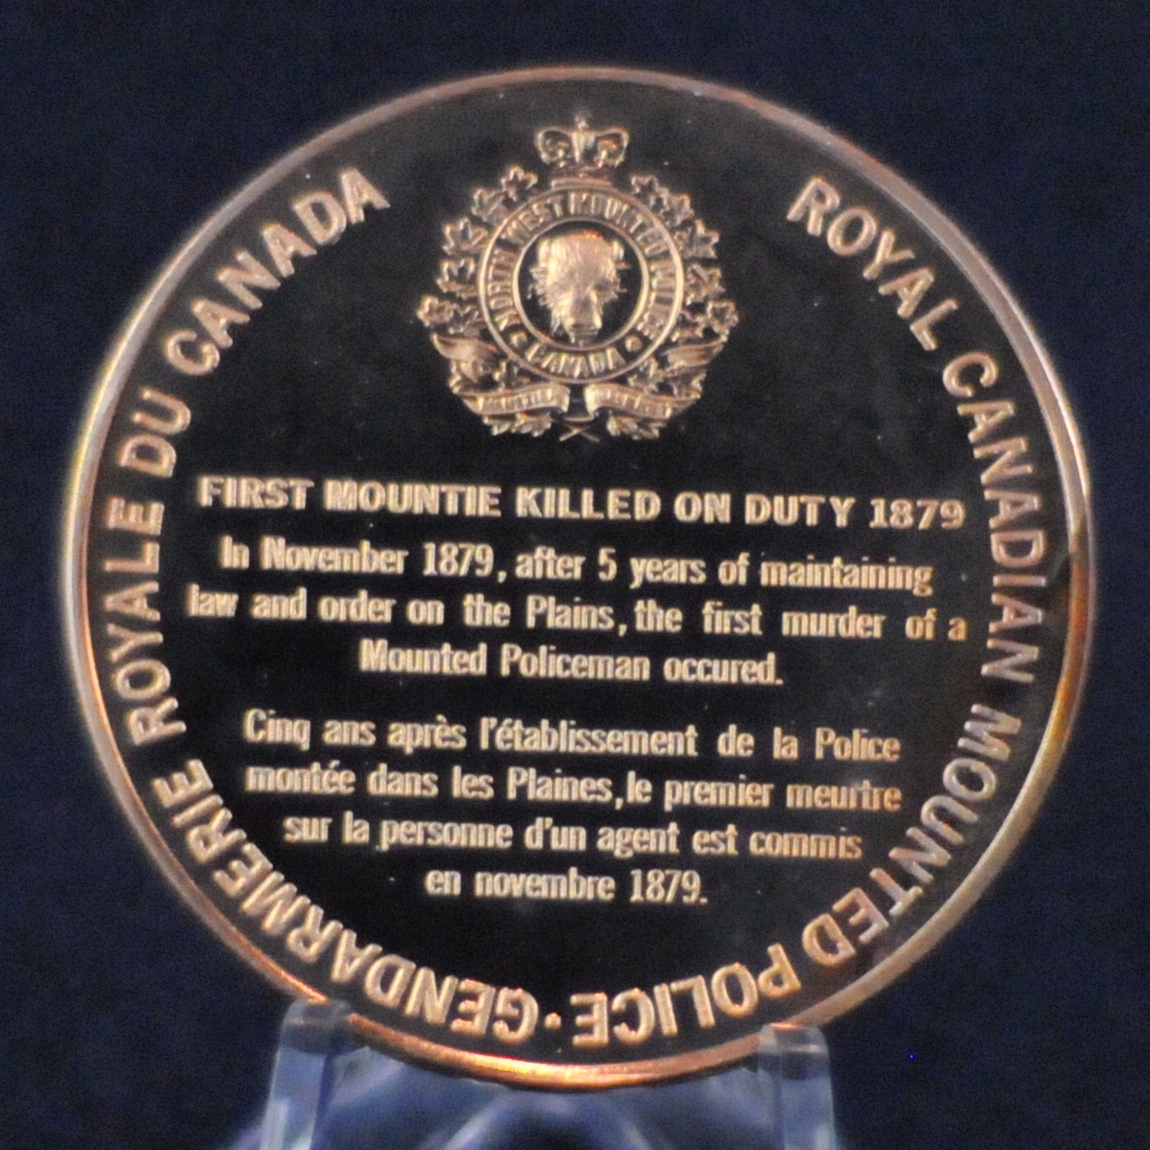 ROYAL CANADIAN MOUNTED POLICE • GENDARMERIE ROYALE DU CANADA
NORTH WEST MOUNTED POLICE
• CANADA •
FIRST MOUNTIE KILLED ON DUTY 1879
In November 1879, after 5 years of maintaining
law and order on the Plains, the first murder of a
Mounted Policeman occured.
Cinq ans après l'établissement de la Police
montée dans les Plaines, le premier meurtre
sur la personne d'un agent est commis
en novembre 1879.